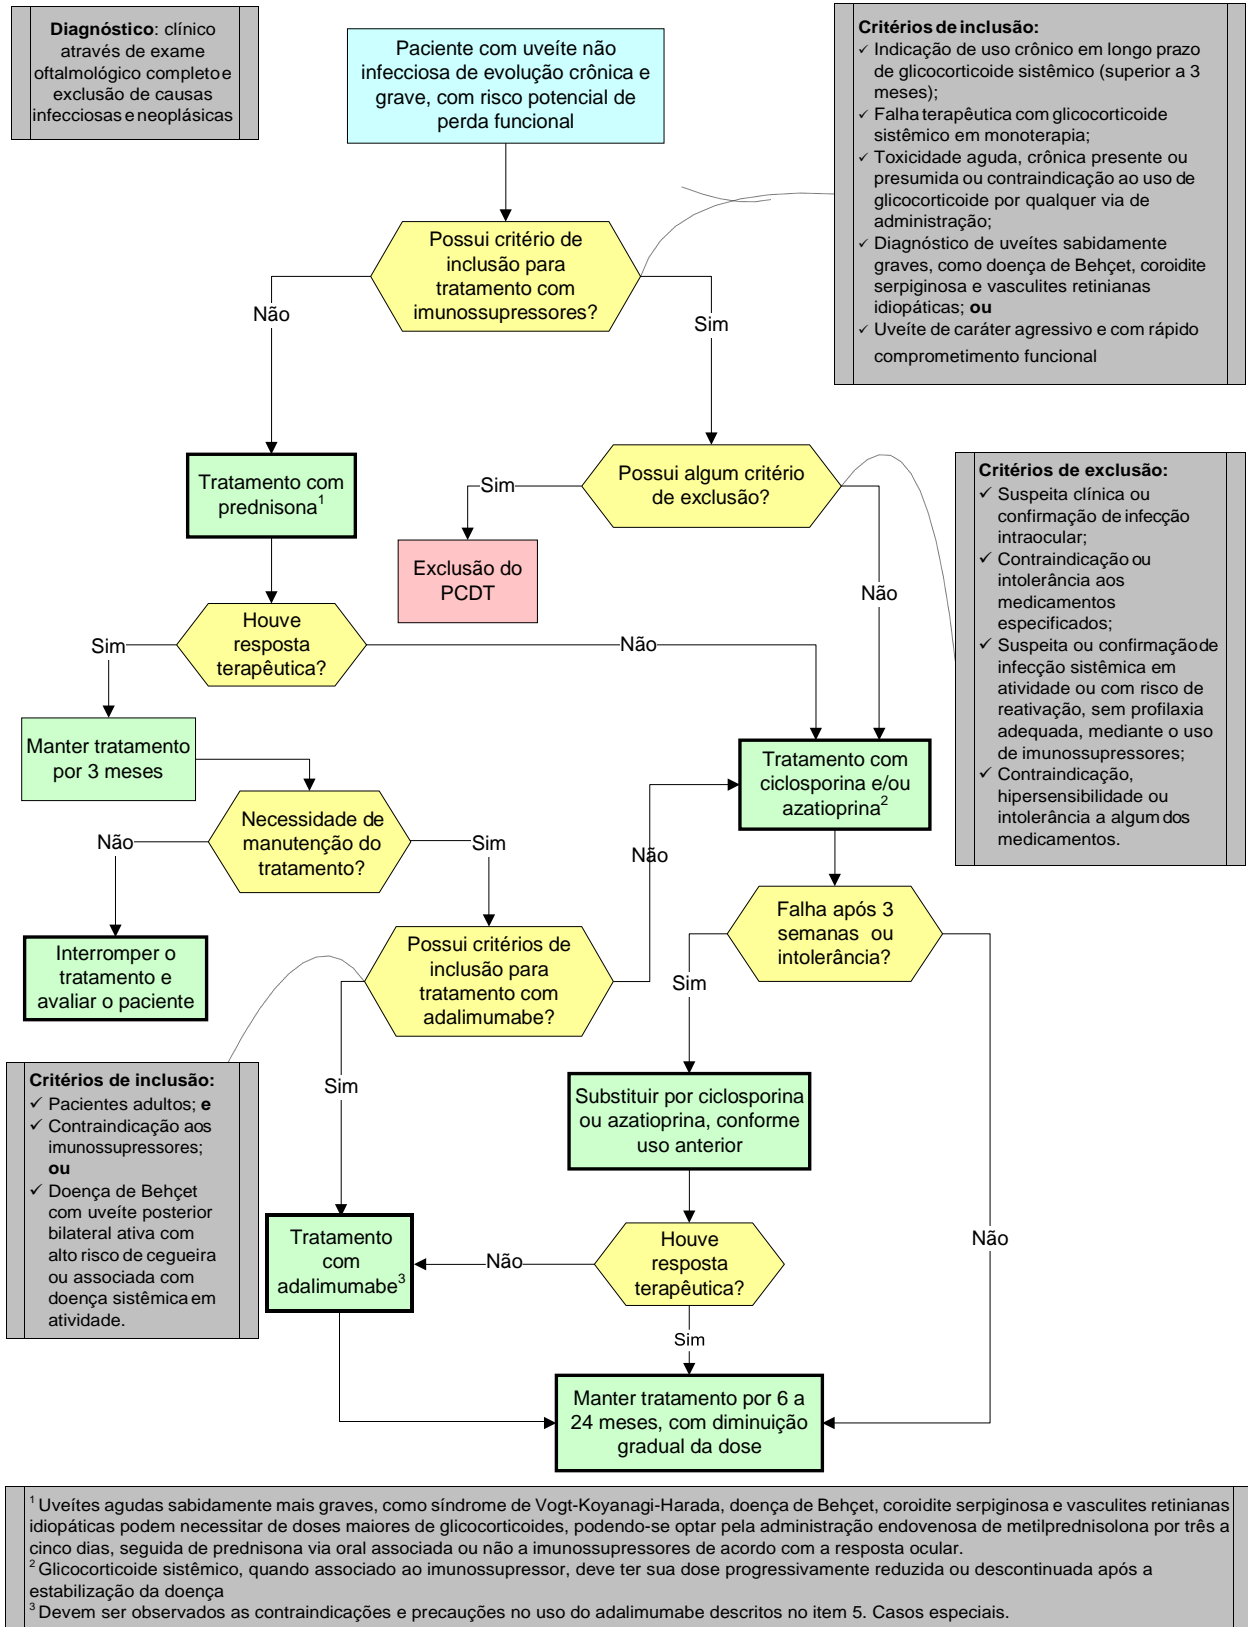 Diagnóstico: clínico
através de exame
oftalmológico completo e
exclusão de causas
infecciosas e neoplásicas
Paciente com uveíte não
infecciosa de evolução crônica e
grave, com risco potencial de
perda funcional
Critérios de inclusão:
✓ Indicação de uso crônico em longo prazo
de glicocorticoide sistêmico (superior a 3
meses);
✓ Falha terapêutica com glicocorticoide
sistêmico em monoterapia;
✓ Toxicidade aguda, crônica presente ou
presumida ou contraindicação ao uso de
glicocorticoide por qualquer via de
administração;
✓ Diagnóstico de uveítes sabidamente
graves, como doença de Behçet, coroidite
serpiginosa e vasculites retinianas
idiopáticas; ou
✓ Uveíte de caráter agressivo e com rápido
comprometimento funcional
Possui critério de
inclusão para
tratamento com
imunossupressores?
Não
Sim
Tratamento com
prednisona¹
Possui algum critério
de exclusão?
Sim
Exclusão do
PCDT
Não
Critérios de exclusão:
✓ Suspeita clínica ou
confirmação de infecção
intraocular;
✓ Contraindicação ou
intolerância aos
medicamentos
especificados;
✓ Suspeita ou confirmação de
infecção sistêmica em
atividade ou com risco de
reativação, sem profilaxia
adequada, mediante o uso
de imunossupressores;
✓ Contraindicação,
hipersensibilidade ou
intolerância a algum dos
medicamentos.
Houve
resposta
terapêutica?
Sim
Não
Manter tratamento
por 3 meses
Tratamento com
ciclosporina e/ou
azatioprina²
Necessidade de
manutenção do
tratamento?
Não
Sim
Não
Interromper o
tratamento e
avaliar o paciente
Possui critérios de
inclusão para
tratamento com
adalimumabe?
Falha após 3
semanas ou
intolerância?
Sim
Sim
Não
Critérios de inclusão:
✓ Pacientes adultos; e
✓ Contraindicação aos
imunossupressores;
ou
✓ Doença de Behçet
com uveíte posterior
bilateral ativa com
alto risco de cegueira
ou associada com
doença sistêmica em
atividade.
Substituir por ciclosporina
ou azatioprina, conforme
uso anterior
Tratamento
com
adalimumabe³
Não
Houve
resposta
terapêutica?
Sim
Manter tratamento por 6 a
24 meses, com diminuição
gradual da dose
¹ Uveítes agudas sabidamente mais graves, como síndrome de Vogt-Koyanagi-Harada, doença de Behçet, coroidite serpiginosa e vasculites retinianas
idiopáticas podem necessitar de doses maiores de glicocorticoides, podendo-se optar pela administração endovenosa de metilprednisolona por três a
cinco dias, seguida de prednisona via oral associada ou não a imunossupressores de acordo com a resposta ocular.
² Glicocorticoide sistêmico, quando associado ao imunossupressor, deve ter sua dose progressivamente reduzida ou descontinuada após a
estabilização da doença
³ Devem ser observados as contraindicações e precauções no uso do adalimumabe descritos no item 5. Casos especiais.